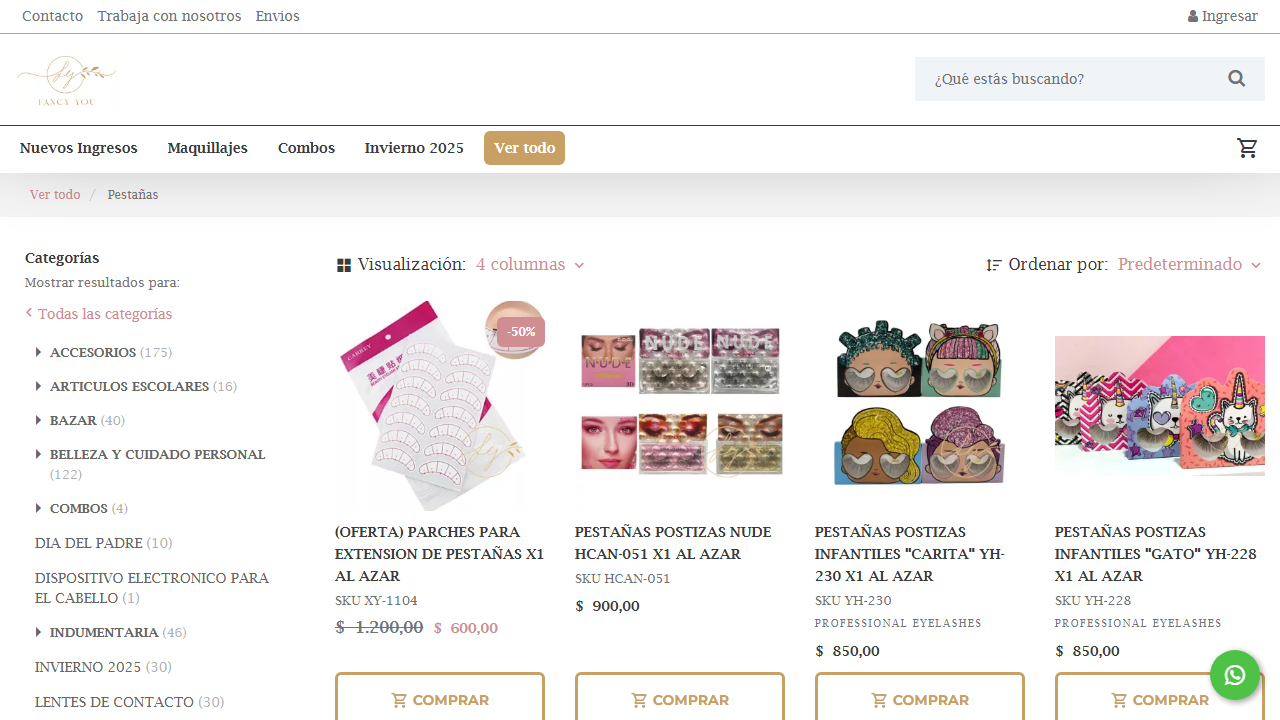 Contacto Trabaja con nosotros Envios Ingresar
FANCY YOU
¿Qué estás buscando?
Nuevos Ingresos Maquillajes Combos Invierno 2025 Ver todo
Ver todo / Pestañas
Categorías
Mostrar resultados para:
Todas las categorías
ACCESORIOS (175)
ARTICULOS ESCOLARES (16)
BAZAR (40)
BELLEZA Y CUIDADO PERSONAL
(122)
COMBOS (4)
DIA DEL PADRE (10)
DISPOSITIVO ELECTRONICO PARA
EL CABELLO (1)
INDUMENTARIA (46)
INVIERNO 2025 (30)
LENTES DE CONTACTO (30)
Visualización: 4 columnas
Ordenar por: Predeterminado
-50%
(OFERTA) PARCHES PARA
EXTENSION DE PESTAÑAS X1
AL AZAR
SKU XY-1104
$ 1.200,00 $ 600,00
COMPRAR
NUDE
NUDE
PESTAÑAS POSTIZAS NUDE
HCAN-051 X1 AL AZAR
SKU HCAN-051
$ 900,00
COMPRAR
PESTAÑAS POSTIZAS
INFANTILES "CARITA" YH-
230 X1 AL AZAR
SKU YH-230
PROFESSIONAL EYELASHES
$ 850,00
COMPRAR
PESTAÑAS POSTIZAS
INFANTILES "GATO" YH-228
X1 AL AZAR
SKU YH-228
PROFESSIONAL EYELASHES
$ 850,00
COMPRAR